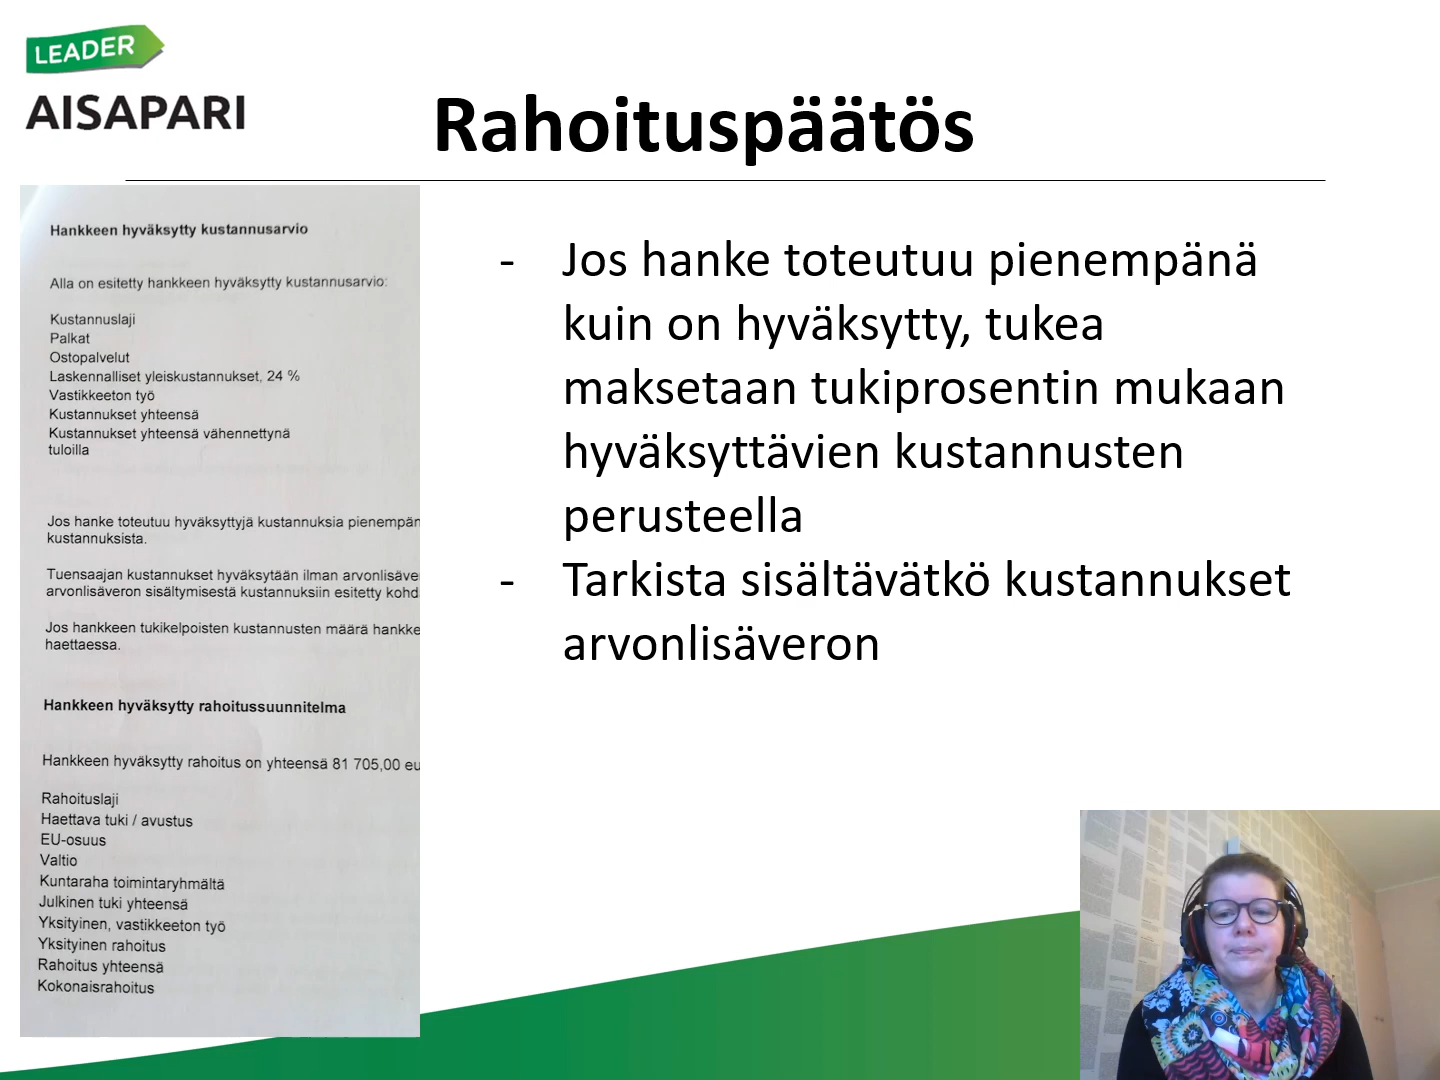 LEADER
AISAPARI
Rahoituspäätös
Hankkeen hyväksytty kustannusarvio
Alla on esitetty hankkeen hyväksytty kustannusarvio:
Kustannuslaji
Palkat
Ostopalvelut
Laskennalliset yleiskustannukset, 24 %
Vastikkeeton työ
Kustannukset yhteensä
Kustannukset yhteensä vähennettynä
tuloilla
Jos hanke toteutuu hyväksyttyjä kustannuksia pienempän
kustannuksista.
Tuensaajan kustannukset hyväksytään ilman arvonlisäve
arvonlisäveron sisältymisestä kustannuksiin esitetty kohd
Jos hankkeen tukikelpoisten kustannusten määrä hankke
haettaessa.
Hankkeen hyväksytty rahoitussuunnitelma
Hankkeen hyväksytty rahoitus on yhteensä 81 705,00 eu
Rahoituslaji
Haettava tuki / avustus
EU-osuus
Valtio
Kuntaraha toimintaryhmältä
Julkinen tuki yhteensä
Yksityinen, vastikkeeton työ
Yksityinen rahoitus
Rahoitus yhteensä
Kokonaisrahoitus
- Jos hanke toteutuu pienempänä
kuin on hyväksytty, tukea
maksetaan tukiprosentin mukaan
hyväksyttävien kustannusten
perusteella
- Tarkista sisältävätkö kustannukset
arvonlisäveron